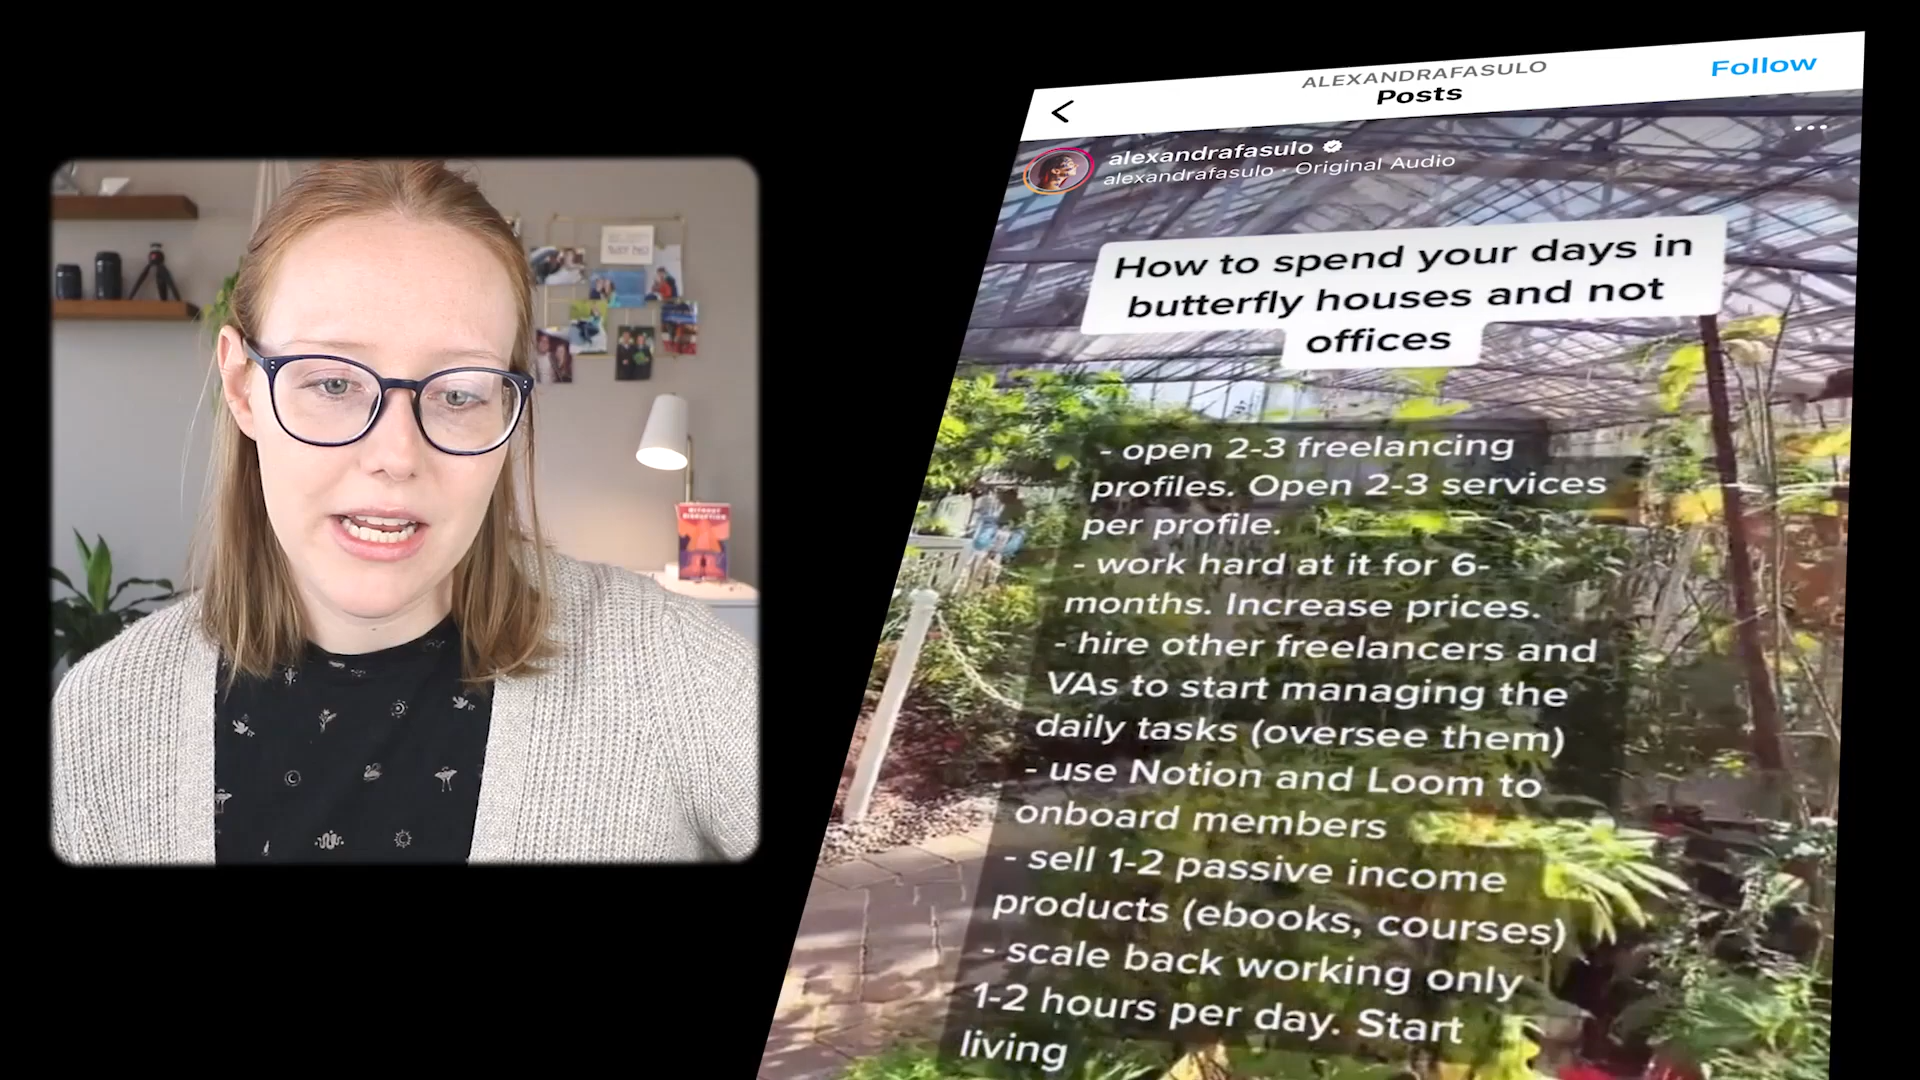 ALEXANDRAFASULO
Posts
Follow
alexandrafasulo
alexandrafasulo · Original Audio
How to spend your days in
butterfly houses and not
offices
- open 2-3 freelancing
profiles. Open 2-3 services
per profile.
- work hard at it for 6-
months. Increase prices.
- hire other freelancers and
VAs to start managing the
daily tasks (oversee them)
- use Notion and Loom to
onboard members
- sell 1-2 passive income
products (ebooks, courses)
- scale back working only
1-2 hours per day. Start
living
WITHOUT
DISRUPTION